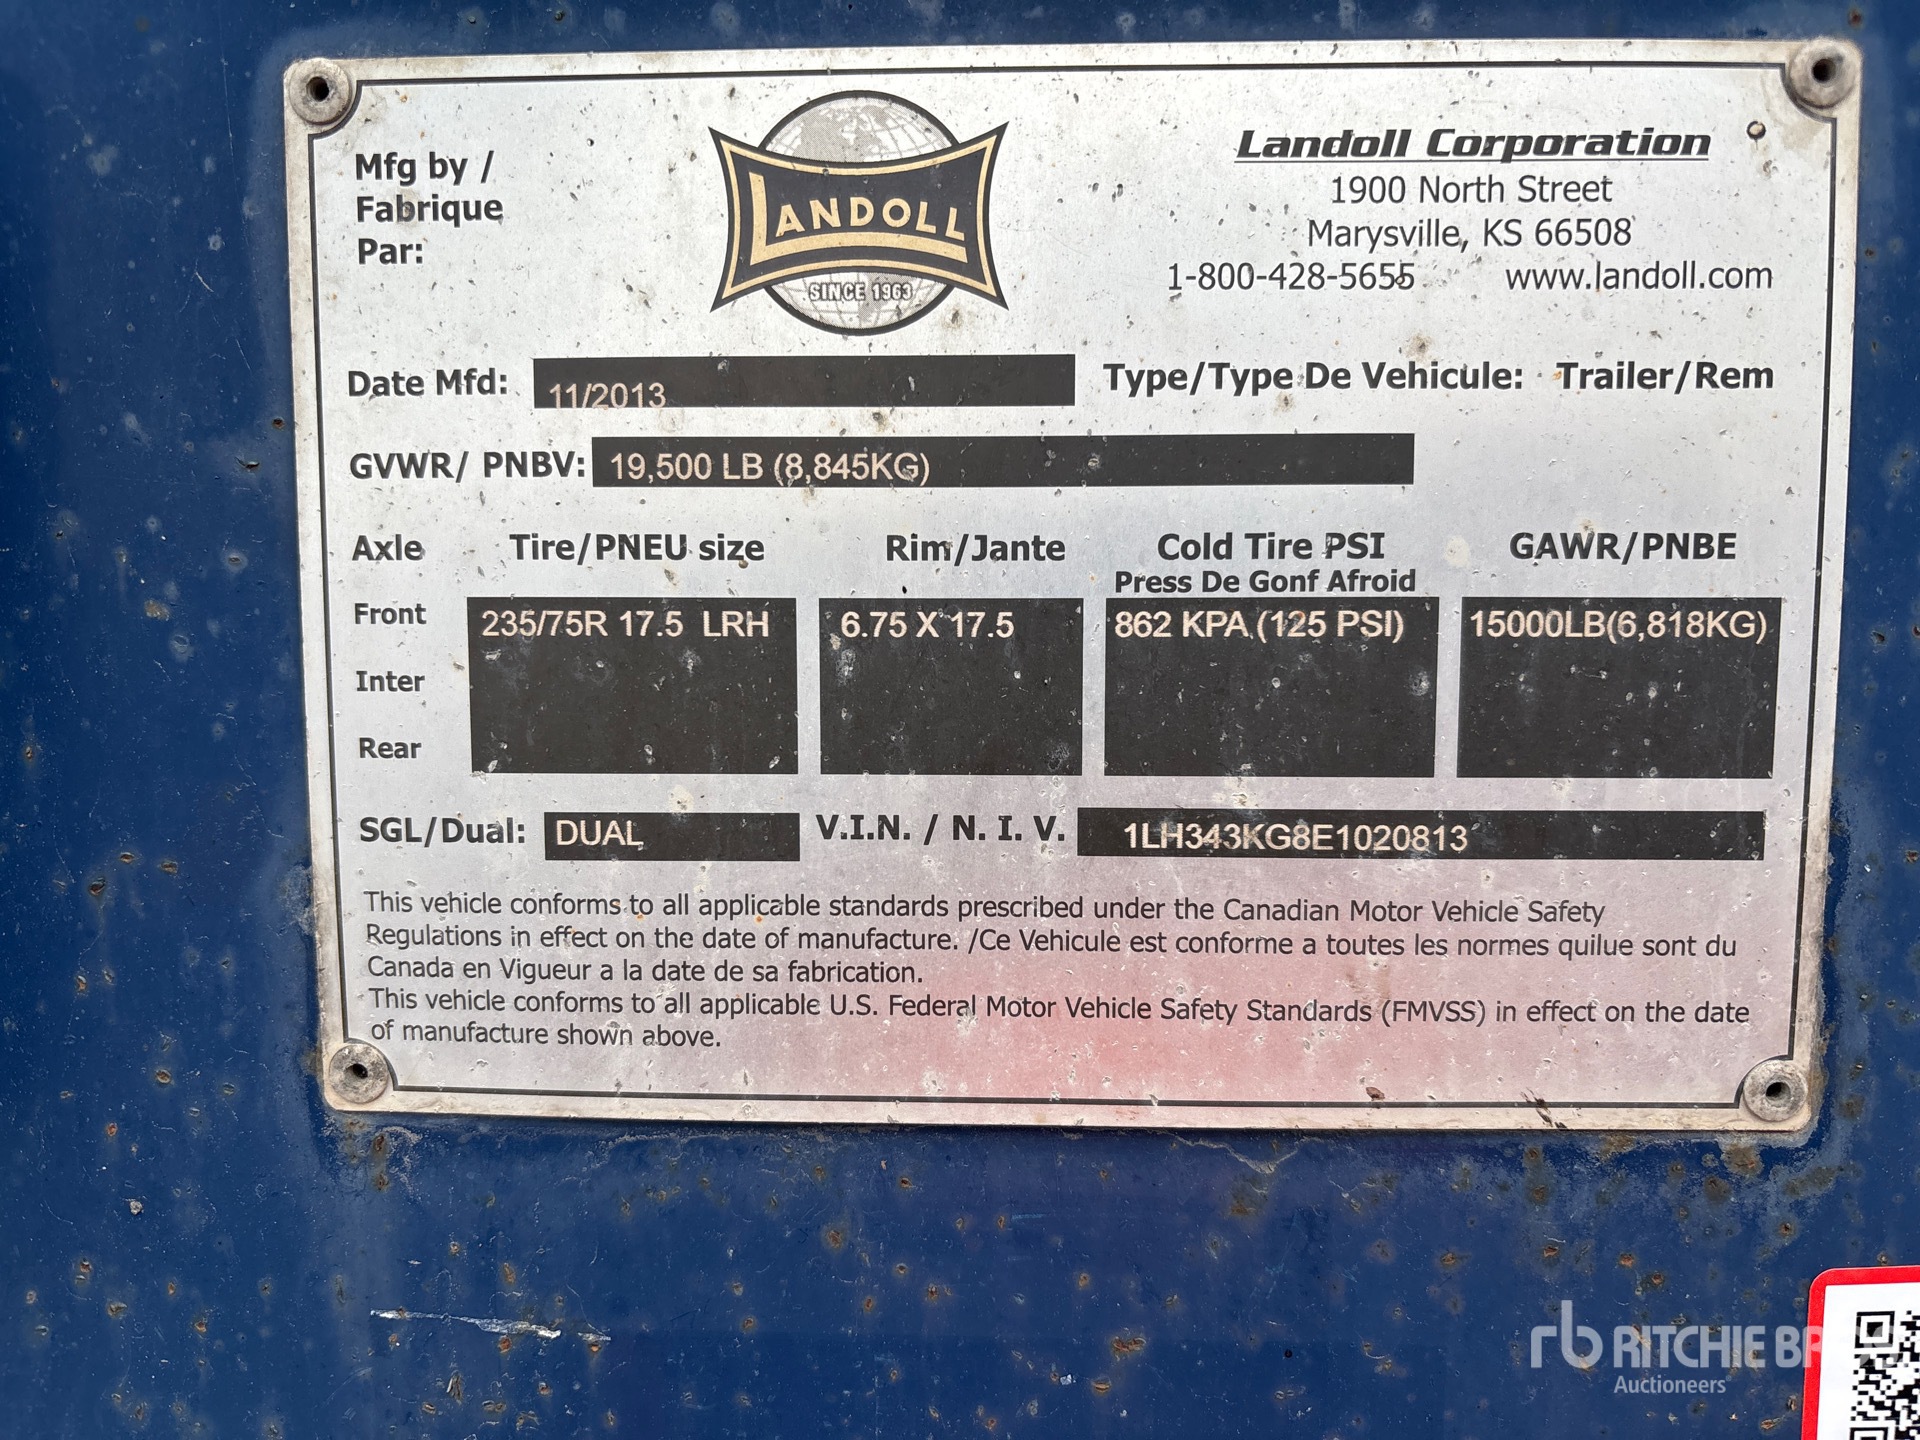 Mfg by /
Fabrique
Par:
LANDOLL
SINCE 1963
Landoll Corporation
1900 North Street
Marysville, KS 66508
1-800-428-5655 www.landoll.com
Date Mfd: 11/2013 Type/Type De Vehicule: Trailer/Rem
GVWR/ PNBV: 19,500 LB (8,845KG)
Axle Tire/PNEU size Rim/Jante Cold Tire PSI GAWR/PNBE
Press De Gonf Afroid
Front 235/75R 17.5 LRH 6.75 X 17.5 862 KPA (125 PSI) 15000LB(6,818KG)
Inter
Rear
SGL/Dual: DUAL V.I.N. / N. I. V. 1LH343KG8E1020813
This vehicle conforms to all applicable standards prescribed under the Canadian Motor Vehicle Safety
Regulations in effect on the date of manufacture. /Ce Vehicule est conforme a toutes les normes quilue sont du
Canada en Vigueur a la date de sa fabrication.
This vehicle conforms to all applicable U.S. Federal Motor Vehicle Safety Standards (FMVSS) in effect on the date
of manufacture shown above.
rb RITCHIE BR
Auctioneers